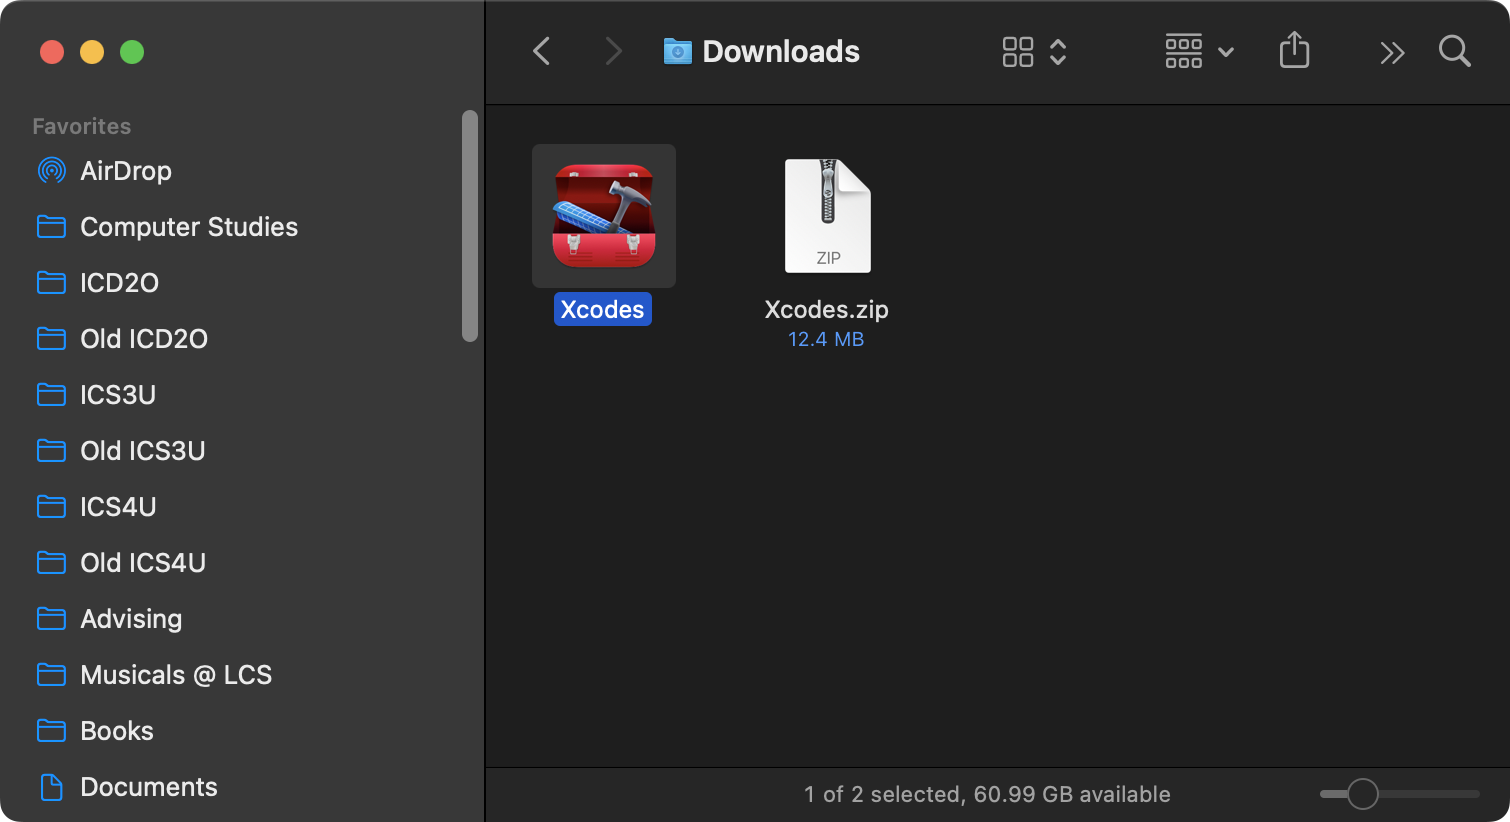 Downloads
Favorites
AirDrop
Computer Studies
ICD2O
Old ICD2O
ICS3U
Old ICS3U
ICS4U
Old ICS4U
Advising
Musicals @ LCS
Books
Documents
ZIP
Xcodes
Xcodes.zip
12.4 MB
1 of 2 selected, 60.99 GB available